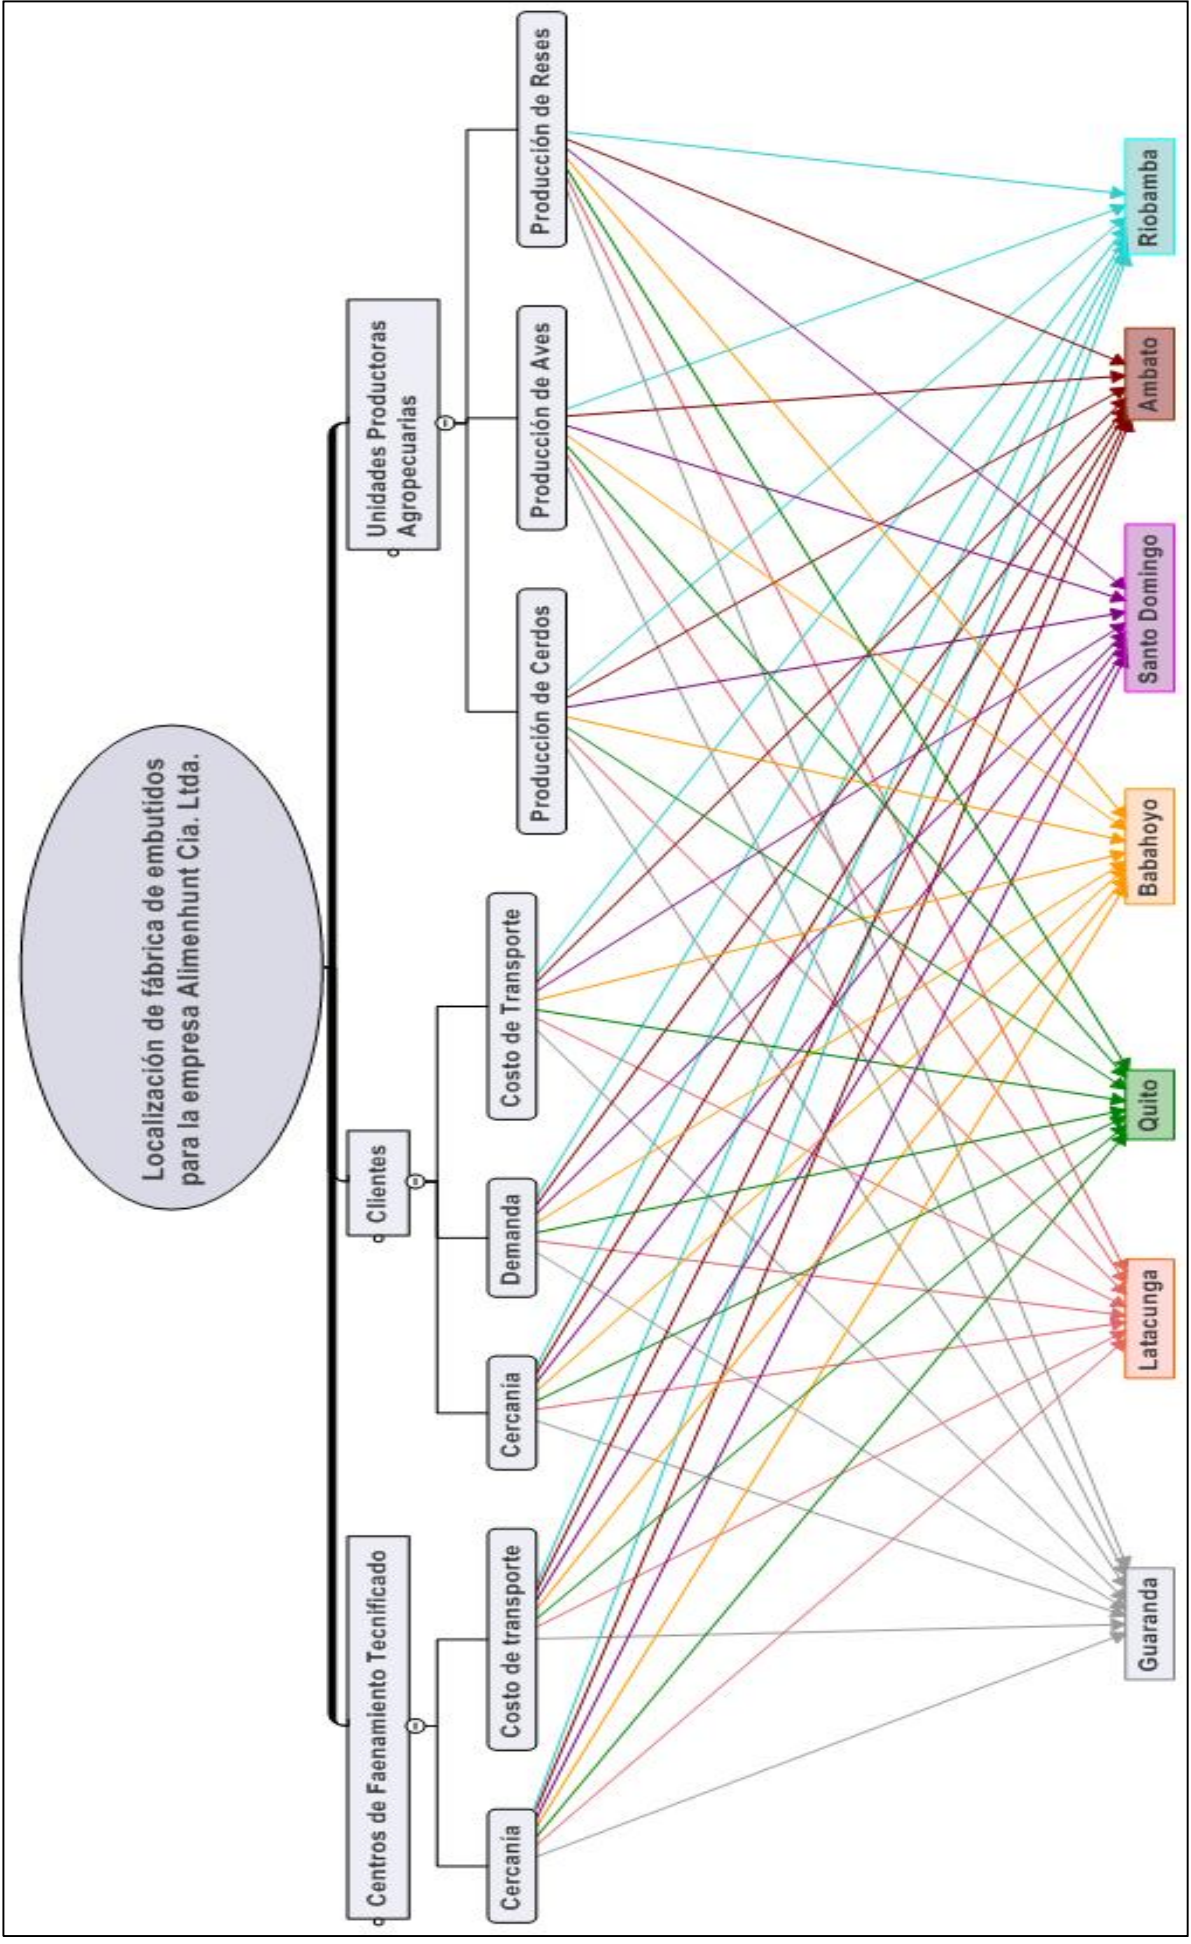 Localización de fábrica de embutidos
para la empresa Alimenhunt Cia. Ltda.
Centros de Faenamiento Tecnificado
Clientes
Unidades Productoras
Agropecuarias
Cercanía
Costo de transporte
Cercanía
Demanda
Costo de Transporte
Producción de Cerdos
Producción de Aves
Producción de Reses
Guaranda
Latacunga
Quito
Babahoyo
Santo Domingo
Ambato
Riobamba